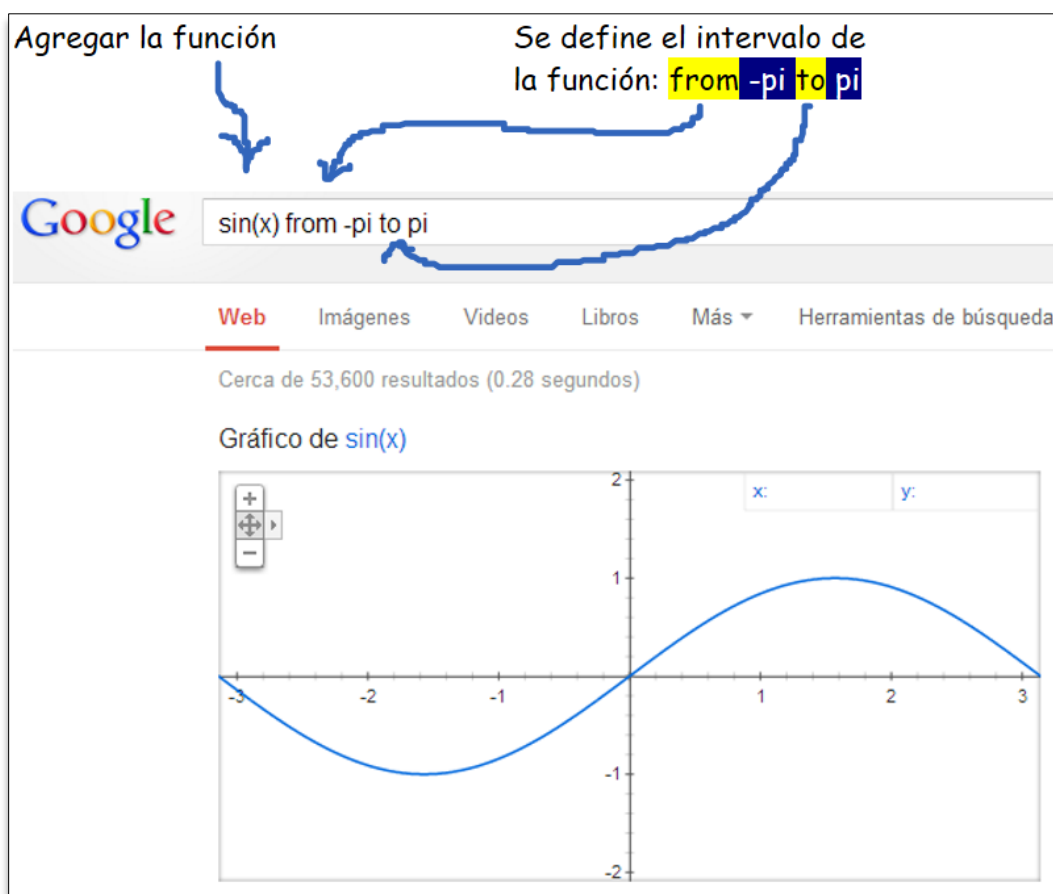 Agregar la función
Se define el intervalo de
la función: from -pi to pi
Google
sin(x) from -pi to pi
Web Imágenes Videos Libros Más Herramientas de búsqueda
Cerca de 53,600 resultados (0.28 segundos)
Gráfico de sin(x)
x: y:
2
1
-3 -2 -1 1 2 3
-1
-2